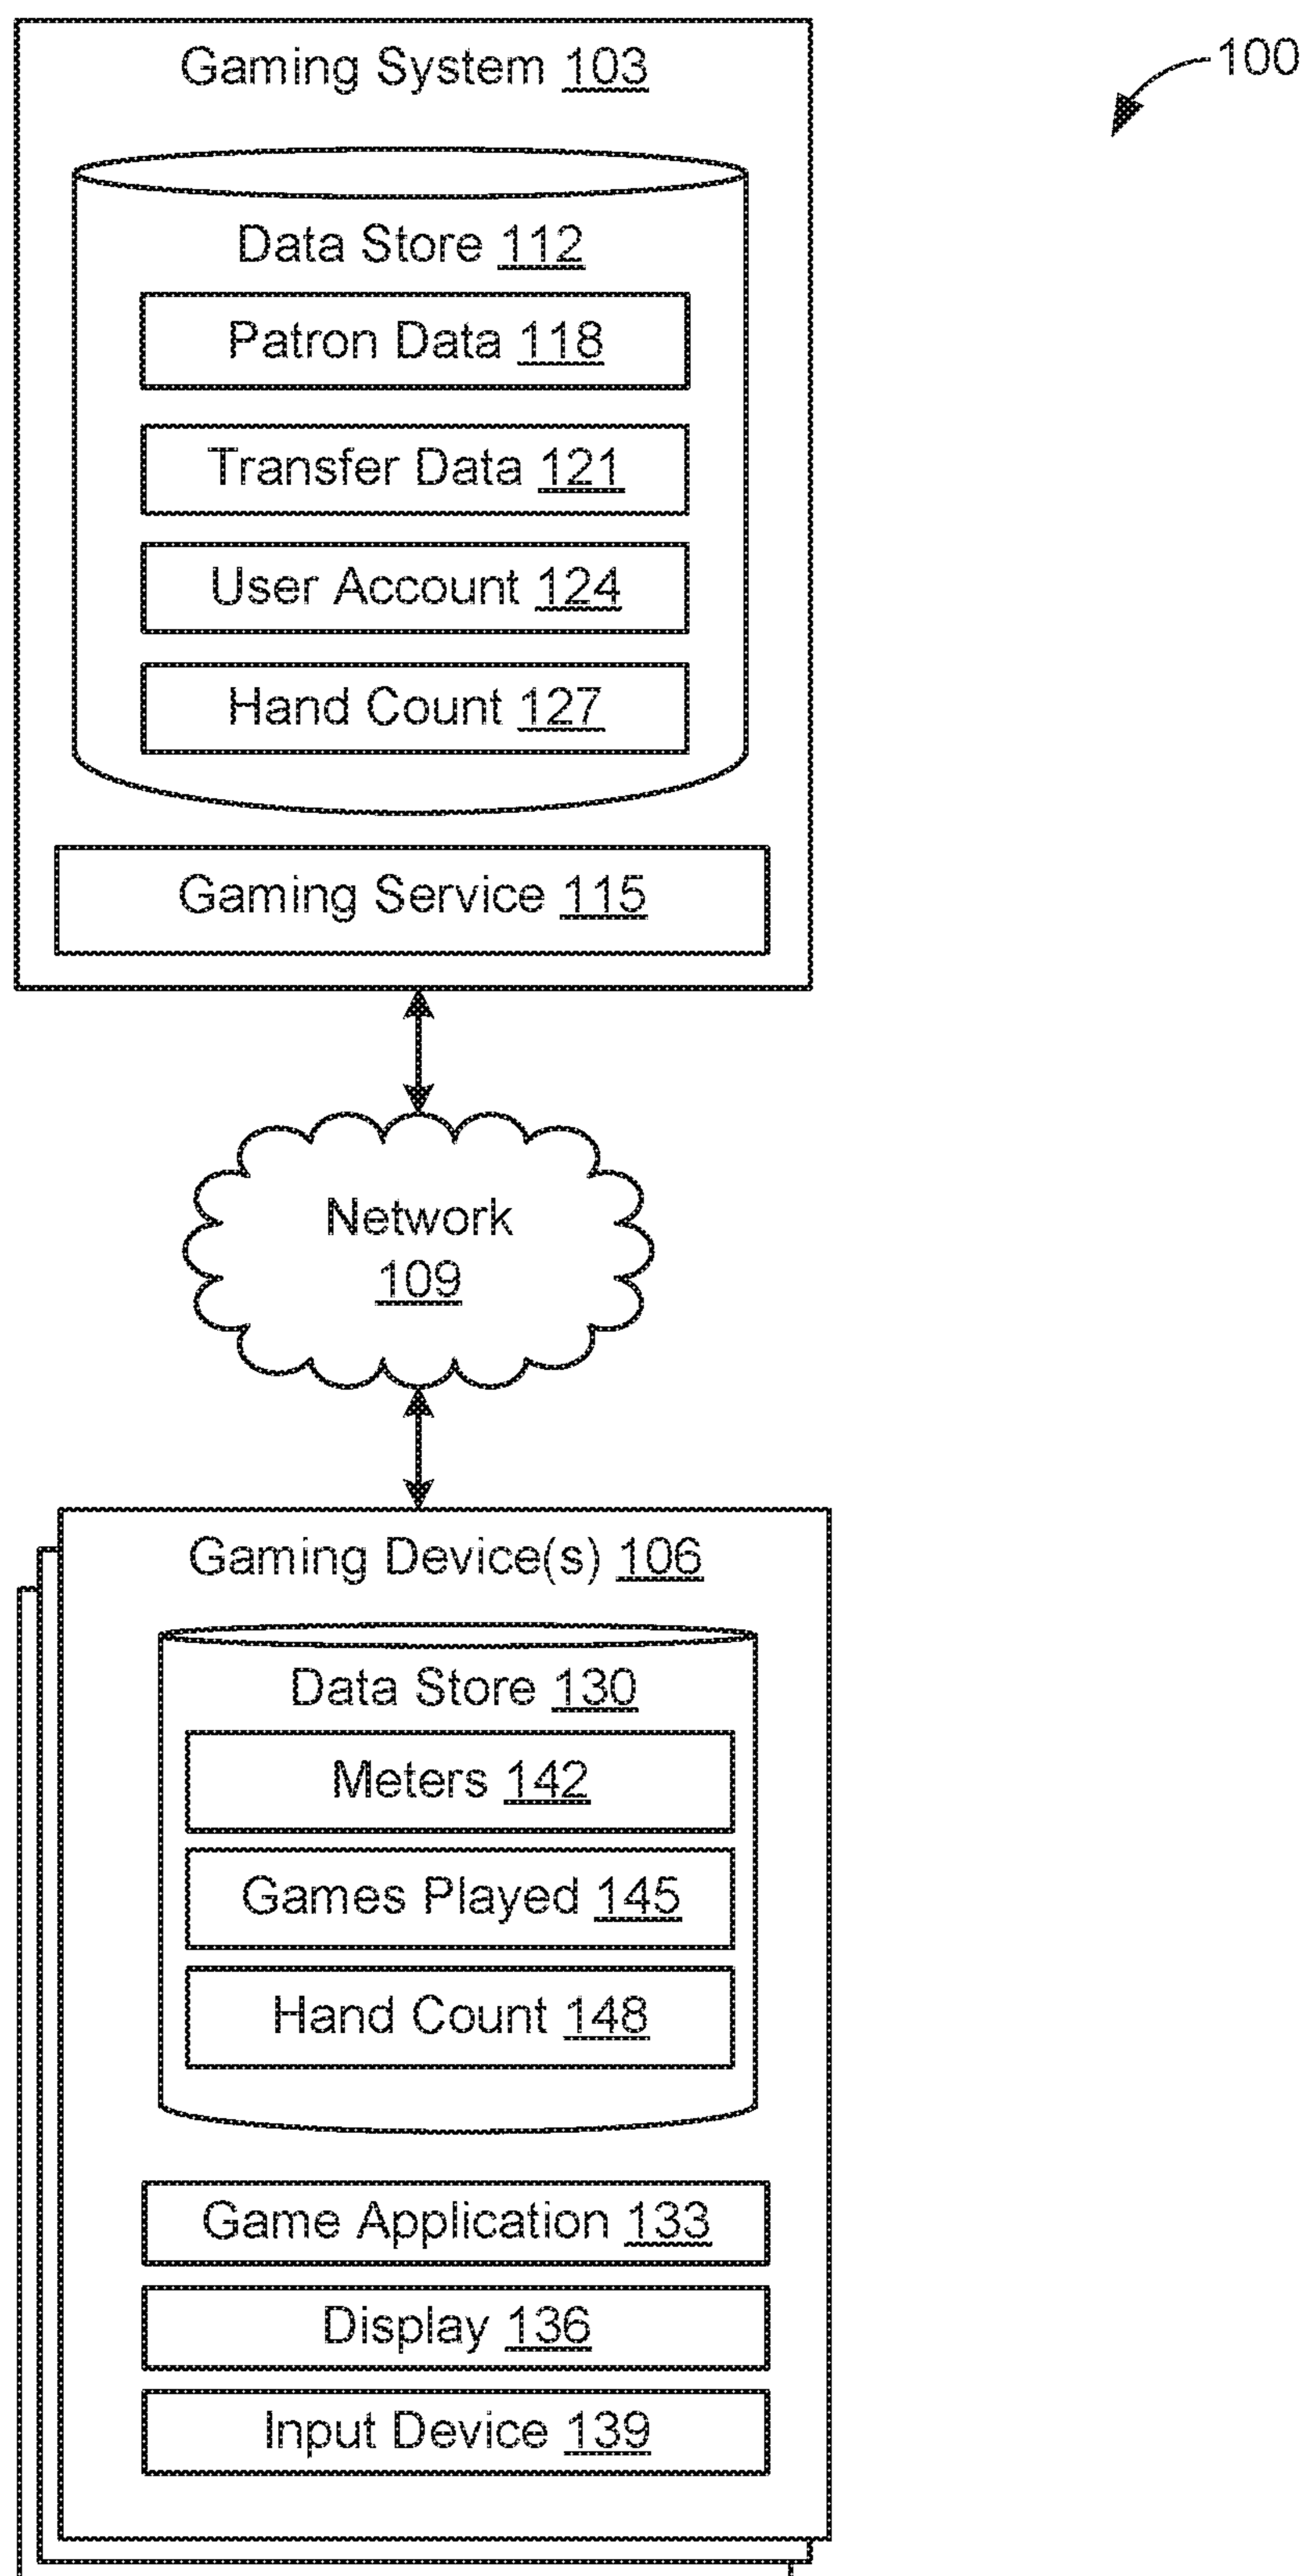 Gaming System 103
100
Data Store 112
Patron Data 118
Transfer Data 121
User Account 124
Hand Count 127
Gaming Service 115
Network
109
Gaming Device(s) 106
Data Store 130
Meters 142
Games Played 145
Hand Count 148
Game Application 133
Display 136
Input Device 139